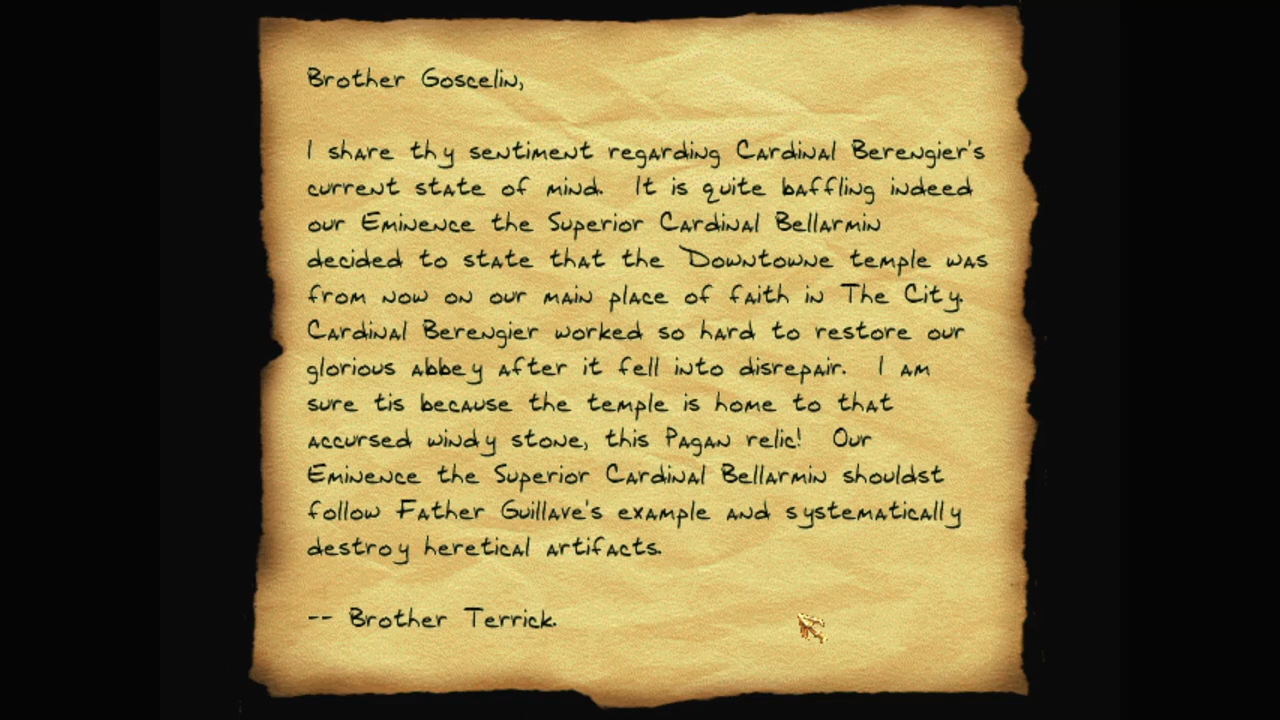 Brother Goscelin,
I share thy sentiment regarding Cardinal Berengier's
current state of mind.  It is quite baffling indeed
our Eminence the Superior Cardinal Bellarmin
decided to state that the Downtowne temple was
from now on our main place of faith in The City.
Cardinal Berengier worked so hard to restore our
glorious abbey after it fell into disrepair.  I am
sure tis because the temple is home to that
accursed windy stone, this Pagan relic!  Our
Eminence the Superior Cardinal Bellarmin shouldst
follow Father Guillave's example and systematically
destroy heretical artifacts.
-- Brother Terrick.